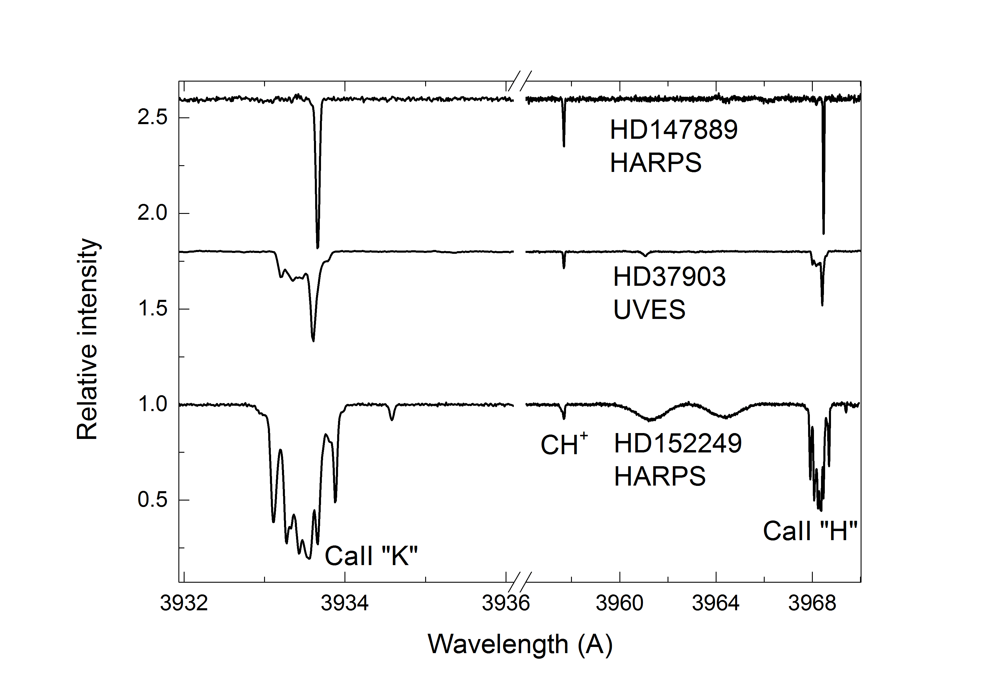 2.5
2.0
1.5
1.0
0.5
Relative intensity
HD147889
HARPS
HD37903
UVES
CH⁺
HD152249
HARPS
CaII "K"
CaII "H"
3932
3934
3936
3960
3964
3968
Wavelength (A)